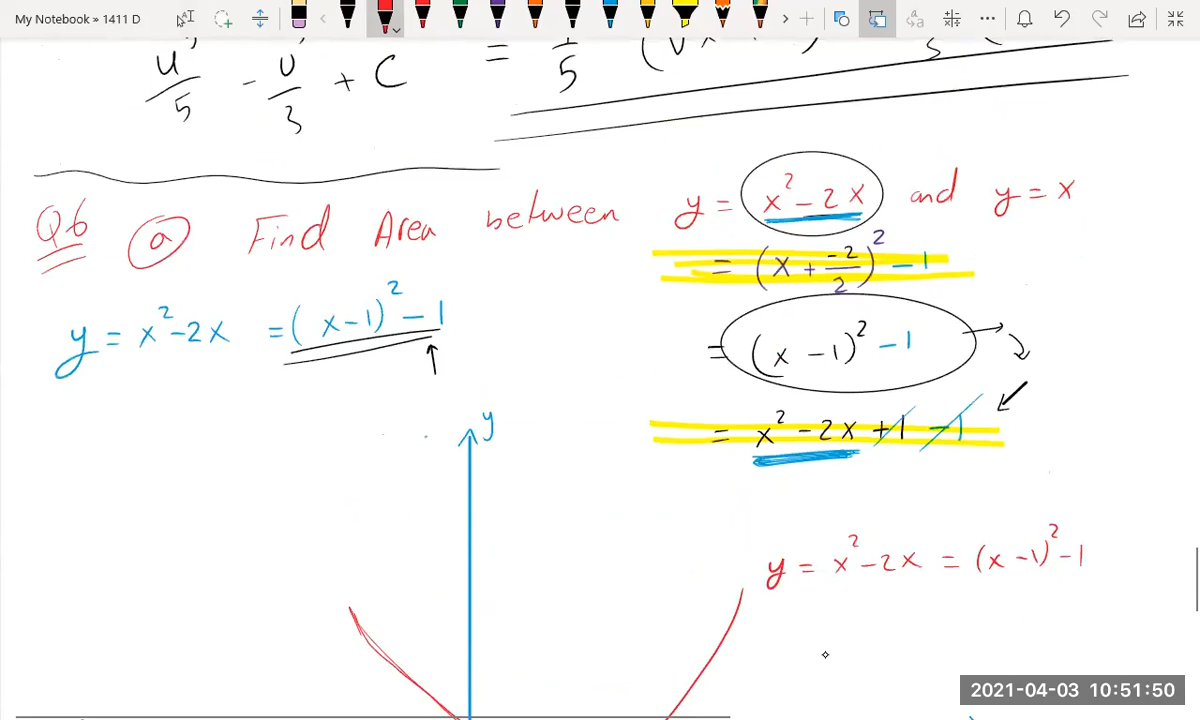 My Notebook » 1411 D
u/5 - u/3 + C = 1/5
Q6 (a) Find Area between y = x² - 2x and y = x
= (x + -2/2)² - 1
y = x² - 2x = (x - 1)² - 1
= (x - 1)² - 1
= x² - 2x + 1 - 1
y
y = x² - 2x = (x - 1)² - 1
2021-04-03 10:51:50